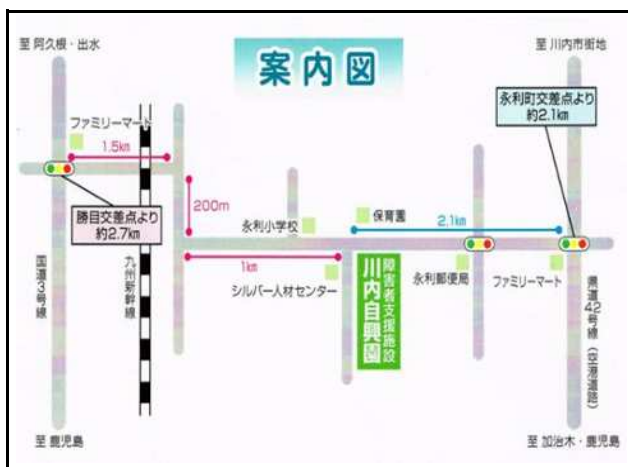 案内図
至 阿久根・出水
至 川内市街地
永利町交差点より
約2.1km
ファミリーマート
1.5km
勝目交差点より
約2.7km
200m
永利小学校
保育園
2.1km
1km
シルバー人材センター
障害者支援施設
川内自興園
永利郵便局
ファミリーマート
国道3号線
九州新幹線
県道42号線（空港道路）
至 鹿児島
至 加治木・鹿児島